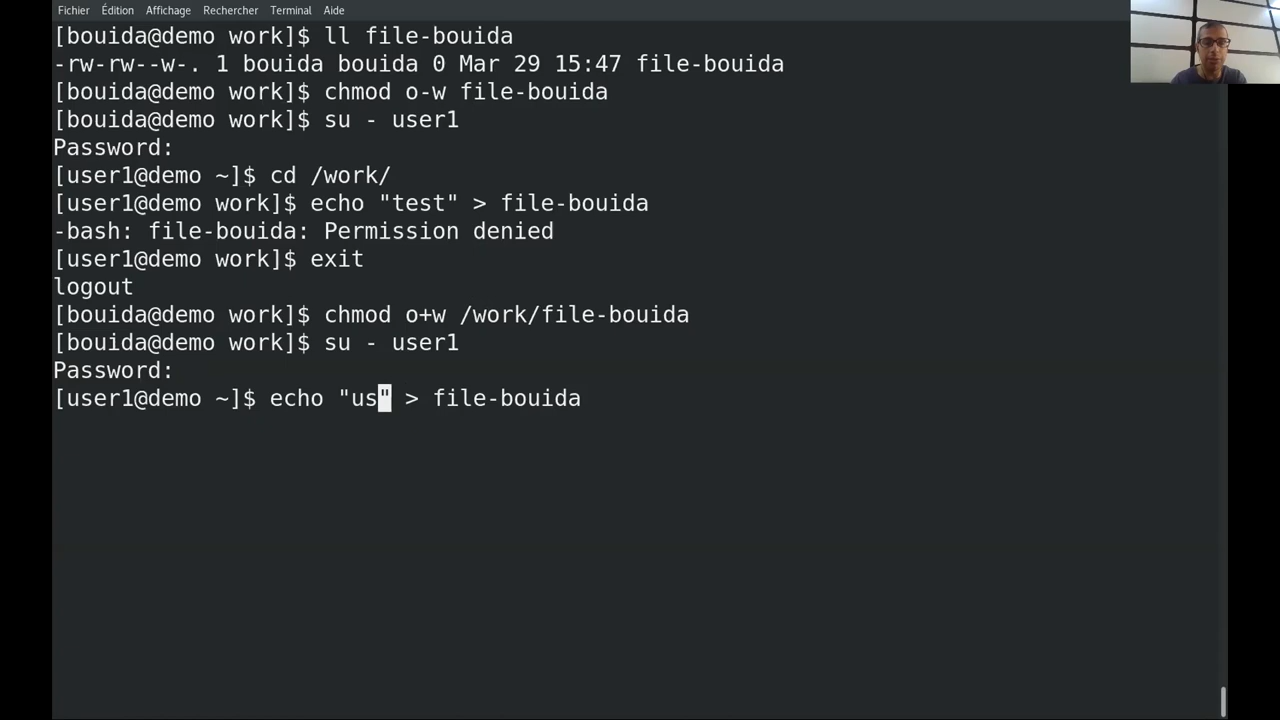 Fichier Édition Affichage Rechercher Terminal Aide
[bouida@demo work]$ ll file-bouida
-rw-rw--w-. 1 bouida bouida 0 Mar 29 15:47 file-bouida
[bouida@demo work]$ chmod o-w file-bouida
[bouida@demo work]$ su - user1
Password:
[user1@demo ~]$ cd /work/
[user1@demo work]$ echo "test" > file-bouida
-bash: file-bouida: Permission denied
[user1@demo work]$ exit
logout
[bouida@demo work]$ chmod o+w /work/file-bouida
[bouida@demo work]$ su - user1
Password:
[user1@demo ~]$ echo "us" > file-bouida